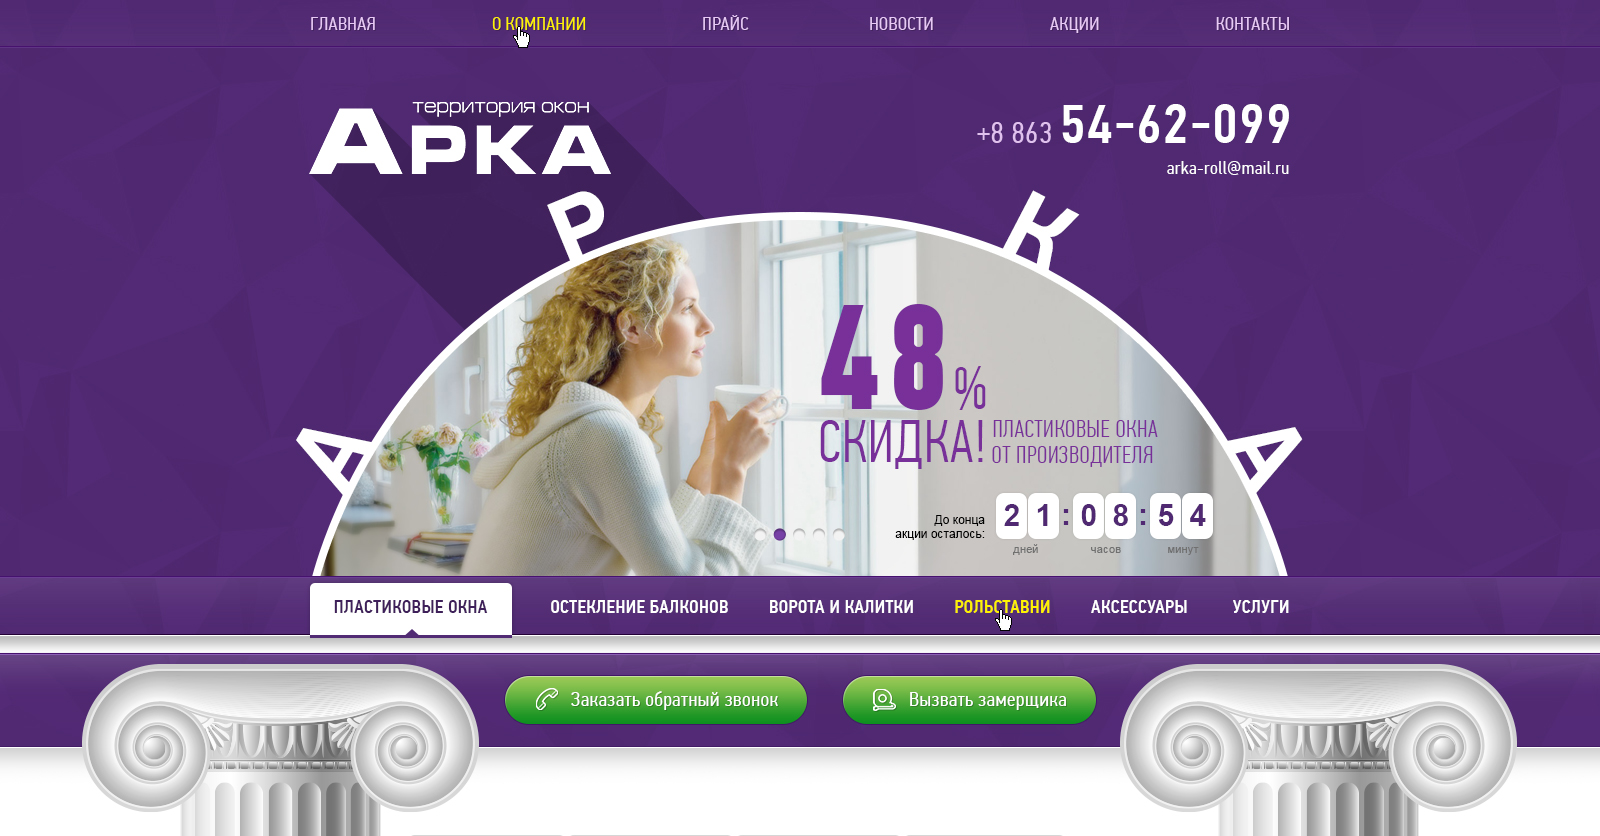 ГЛАВНАЯ О КОМПАНИИ ПРАЙС НОВОСТИ АКЦИИ КОНТАКТЫ
территория окон
АРКА
+8 863 54-62-099
arka-roll@mail.ru
А Р К А
48%
СКИДКА! ПЛАСТИКОВЫЕ ОКНА
ОТ ПРОИЗВОДИТЕЛЯ
До конца
акции осталось:
21:08:54
дней часов минут
ПЛАСТИКОВЫЕ ОКНА ОСТЕКЛЕНИЕ БАЛКОНОВ ВОРОТА И КАЛИТКИ РОЛЬСТАВНИ АКСЕССУАРЫ УСЛУГИ
Заказать обратный звонок Вызвать замерщика